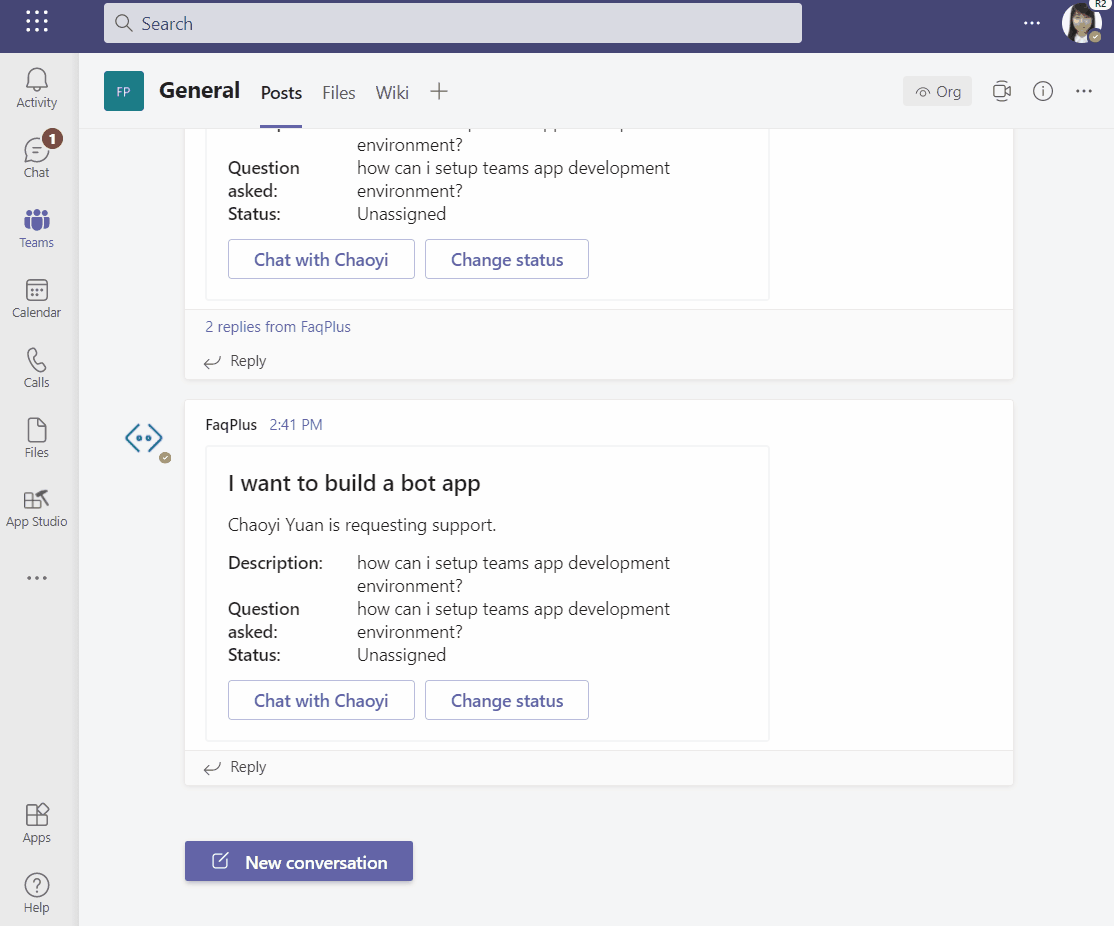 Search
R2
Activity
1
Chat
Teams
Calendar
Calls
Files
App Studio
Apps
Help
FP
General
Posts
Files
Wiki
Org
environment?
Question
asked:
how can i setup teams app development
environment?
Status:
Unassigned
Chat with Chaoyi
Change status
2 replies from FaqPlus
Reply
FaqPlus 2:41 PM
I want to build a bot app
Chaoyi Yuan is requesting support.
Description:
how can i setup teams app development
environment?
Question
asked:
how can i setup teams app development
environment?
Status:
Unassigned
Chat with Chaoyi
Change status
Reply
New conversation